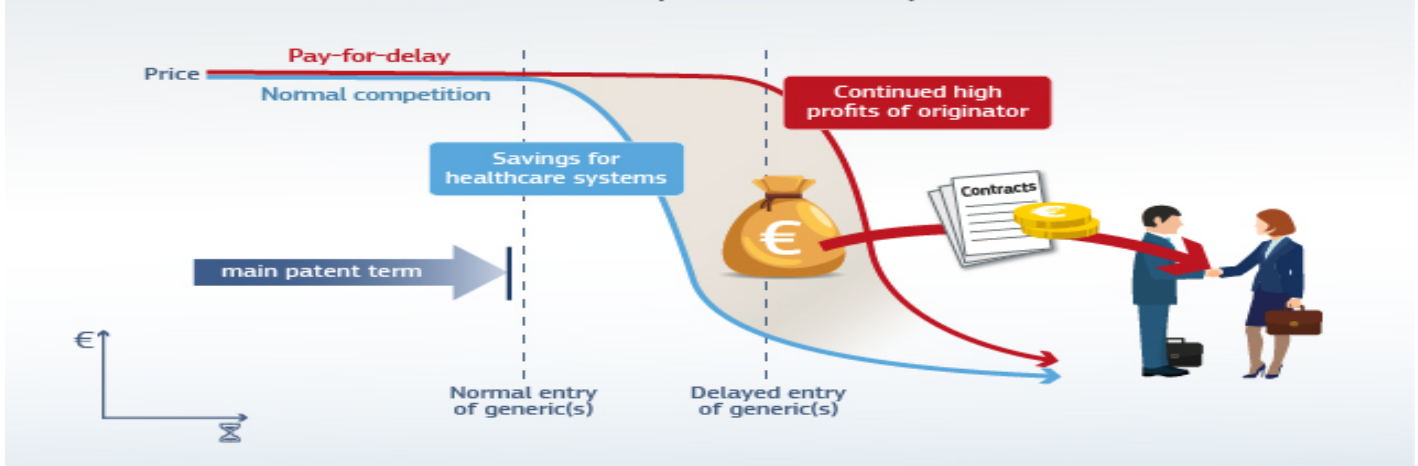 Pay-for-delay
Price
Normal competition
Continued high
profits of originator
Savings for
healthcare systems
Contracts
€
€
main patent term
€
Normal entry
of generic(s)
Delayed entry
of generic(s)